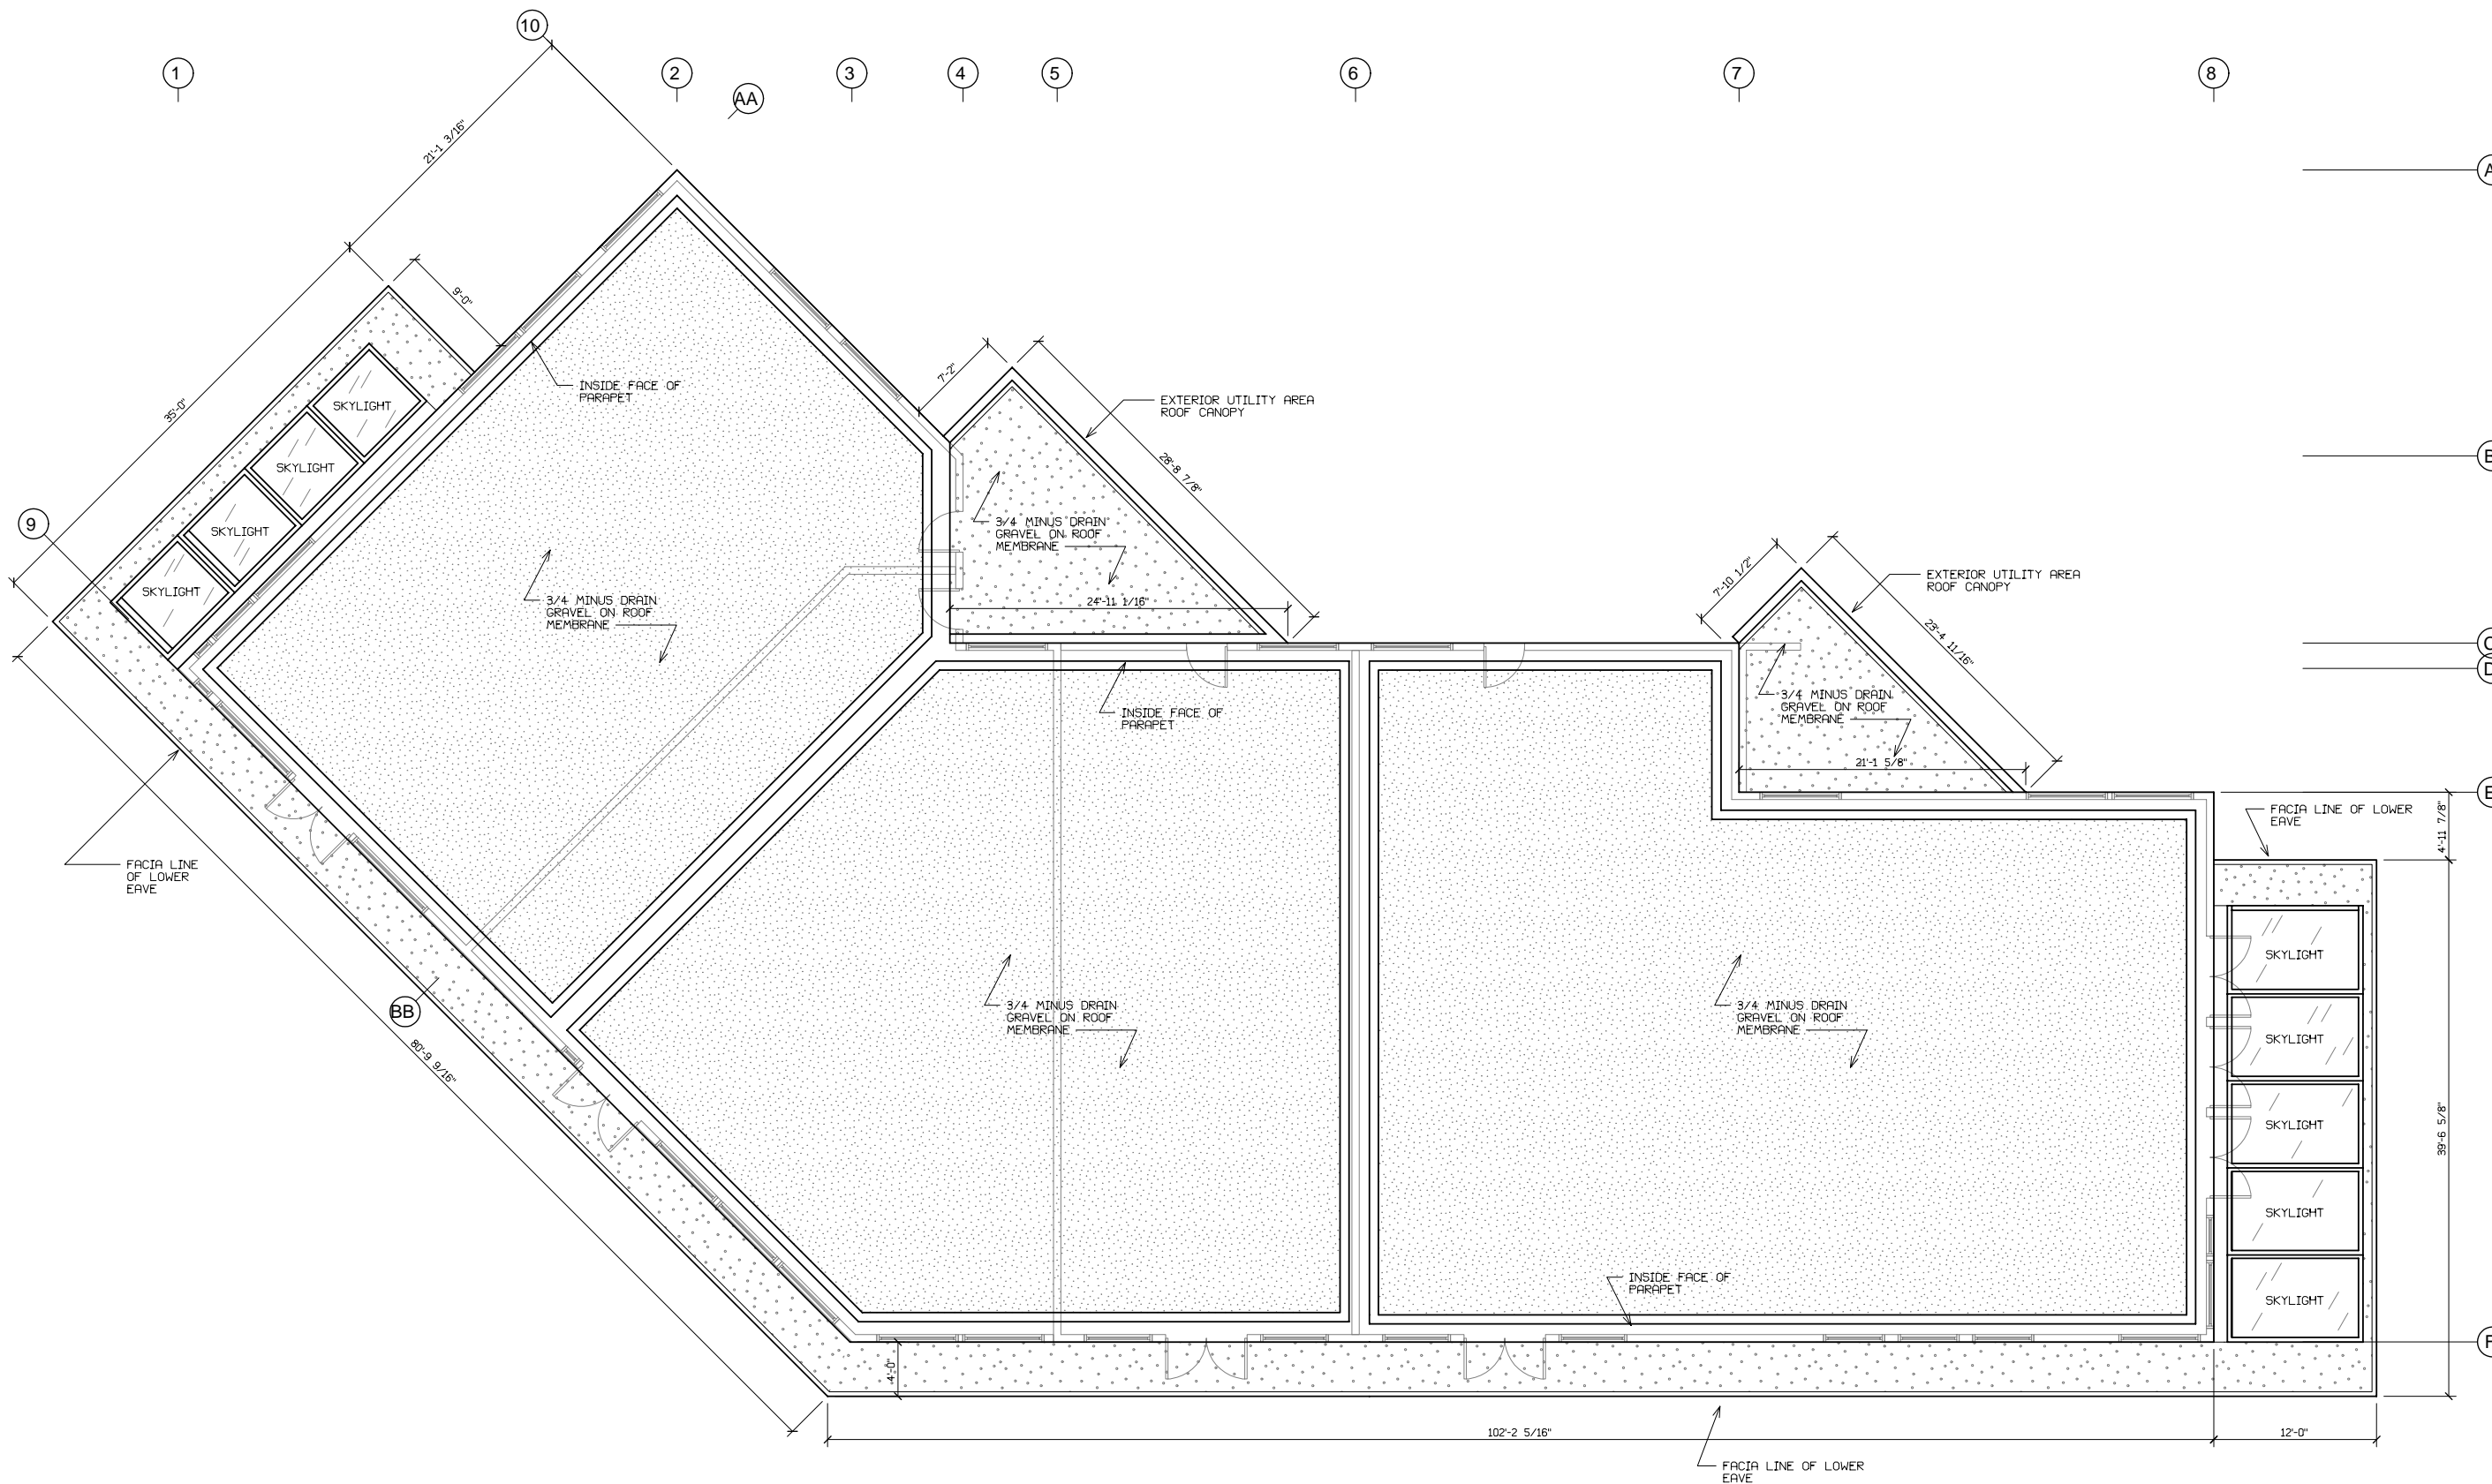 10
1
2
3
4
5
6
7
8
AA
A
21'-1 3/16"
9'-0"
35'-0"
SKYLIGHT
SKYLIGHT
SKYLIGHT
SKYLIGHT
9
INSIDE FACE OF
PARAPET
7'-2"
EXTERIOR UTILITY AREA
ROOF CANOPY
28'-8 7/8"
B
3/4 MINUS DRAIN
GRAVEL ON ROOF
MEMBRANE
24'-11 1/16"
3/4 MINUS DRAIN
GRAVEL ON ROOF
MEMBRANE
7'-10 1/2"
EXTERIOR UTILITY AREA
ROOF CANOPY
23'-4 11/16"
C
D
3/4 MINUS DRAIN
GRAVEL ON ROOF
MEMBRANE
21'-1 5/8"
INSIDE FACE OF
PARAPET
E
FACIA LINE OF LOWER
EAVE
4'-11 7/8"
FACIA LINE
OF LOWER
EAVE
BB
80'-9 9/16"
3/4 MINUS DRAIN
GRAVEL ON ROOF
MEMBRANE
3/4 MINUS DRAIN
GRAVEL ON ROOF
MEMBRANE
SKYLIGHT
SKYLIGHT
SKYLIGHT
SKYLIGHT
SKYLIGHT
39'-6 5/8"
INSIDE FACE OF
PARAPET
F
4'-0"
102'-2 5/16"
12'-0"
FACIA LINE OF LOWER
EAVE